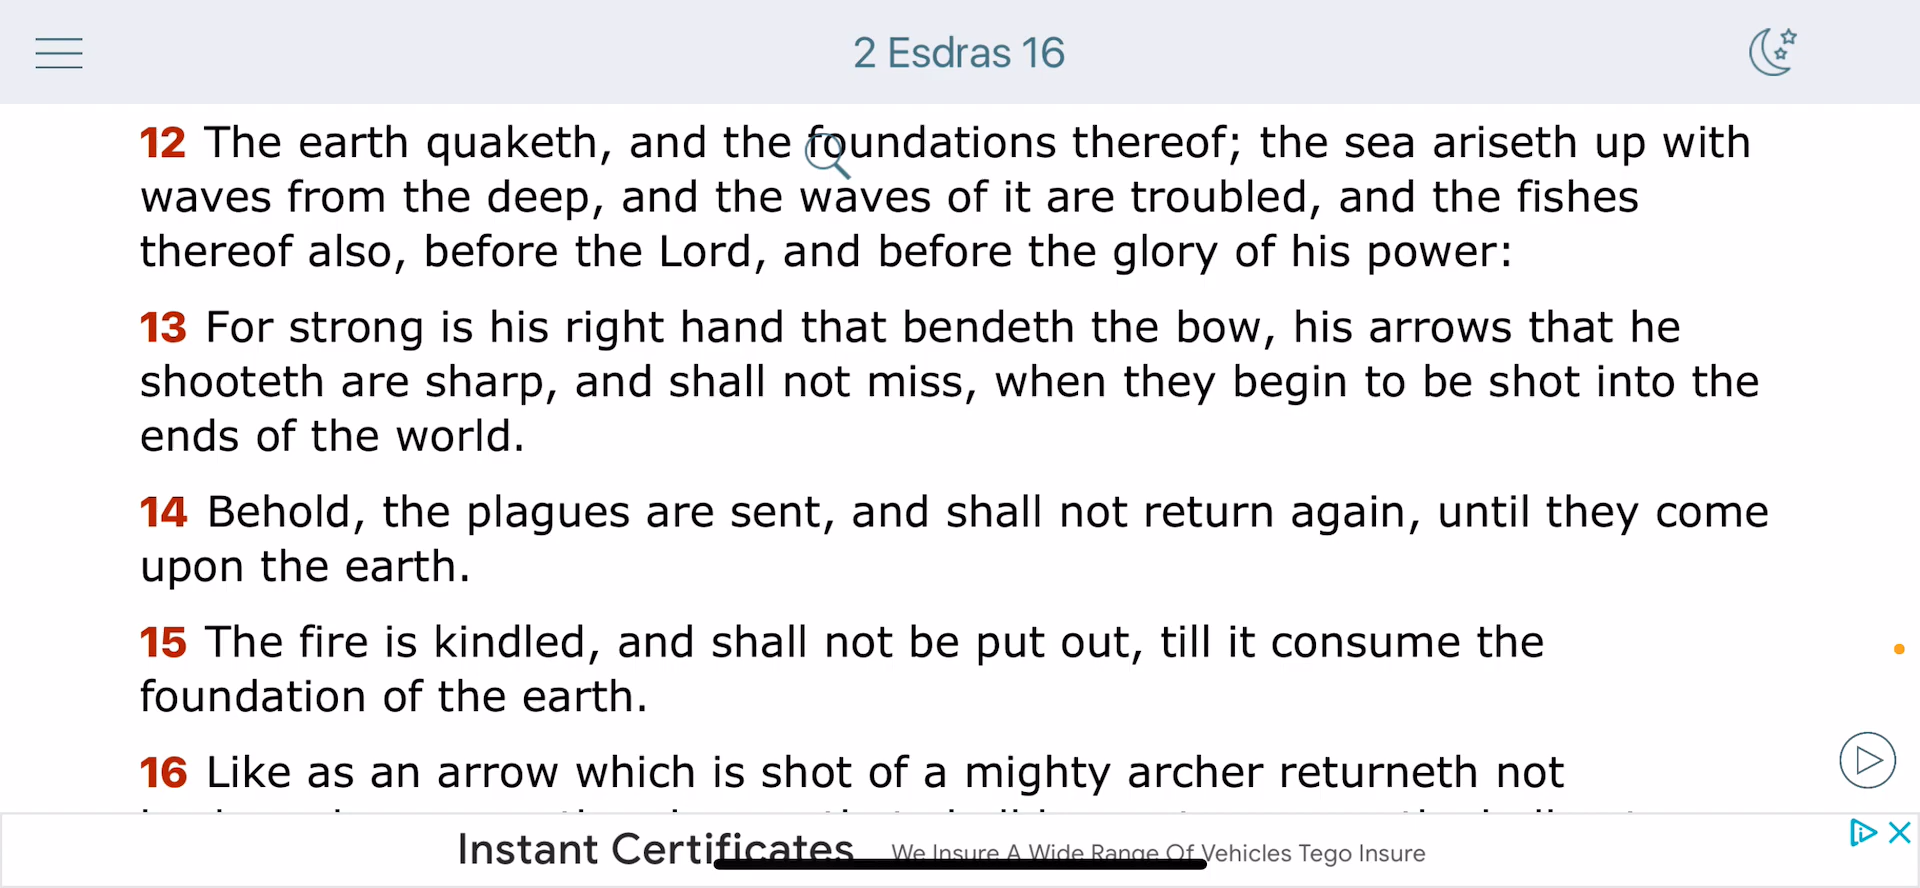 2 Esdras 16
12 The earth quaketh, and the foundations thereof; the sea ariseth up with
waves from the deep, and the waves of it are troubled, and the fishes
thereof also, before the Lord, and before the glory of his power:
13 For strong is his right hand that bendeth the bow, his arrows that he
shooteth are sharp, and shall not miss, when they begin to be shot into the
ends of the world.
14 Behold, the plagues are sent, and shall not return again, until they come
upon the earth.
15 The fire is kindled, and shall not be put out, till it consume the
foundation of the earth.
16 Like as an arrow which is shot of a mighty archer returneth not
Instant Certificates We Insure A Wide Range Of Vehicles Tego Insure